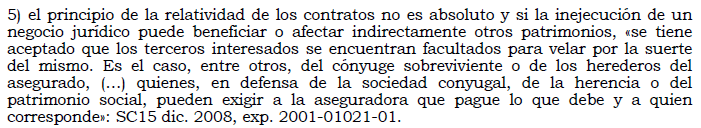 5) el principio de la relatividad de los contratos no es absoluto y si la inejecución de un
negocio jurídico puede beneficiar o afectar indirectamente otros patrimonios, «se tiene
aceptado que los terceros interesados se encuentran facultados para velar por la suerte
del mismo. Es el caso, entre otros, del cónyuge sobreviviente o de los herederos del
asegurado, (...) quienes, en defensa de la sociedad conyugal, de la herencia o del
patrimonio social, pueden exigir a la aseguradora que pague lo que debe y a quien
corresponde»: SC15 dic. 2008, exp. 2001-01021-01.